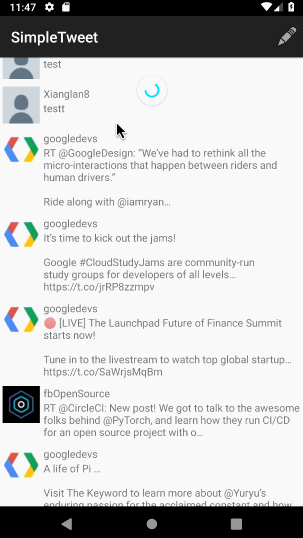 11:47
SimpleTweet
test
Xianglan8
testt
googledevs
RT @GoogleDesign: “We've had to rethink all the
micro-interactions that happen between riders and
human drivers.”
Ride along with @iamryan…
googledevs
It's time to kick out the jams!
Google #CloudStudyJams are community-run
study groups for developers of all levels…
https://t.co/jrRP8zzmpv
googledevs
🔴 [LIVE] The Launchpad Future of Finance Summit
starts now!
Tune in to the livestream to watch top global startup…
https://t.co/SaWrjsMqBm
fbOpenSource
RT @CircleCI: New post! We got to talk to the awesome
folks behind @PyTorch, and learn how they run CI/CD
for an open source project with o…
googledevs
A life of Pi …
Visit The Keyword to learn more about @Yuryu's
enduring passion for the acclaimed constant and how